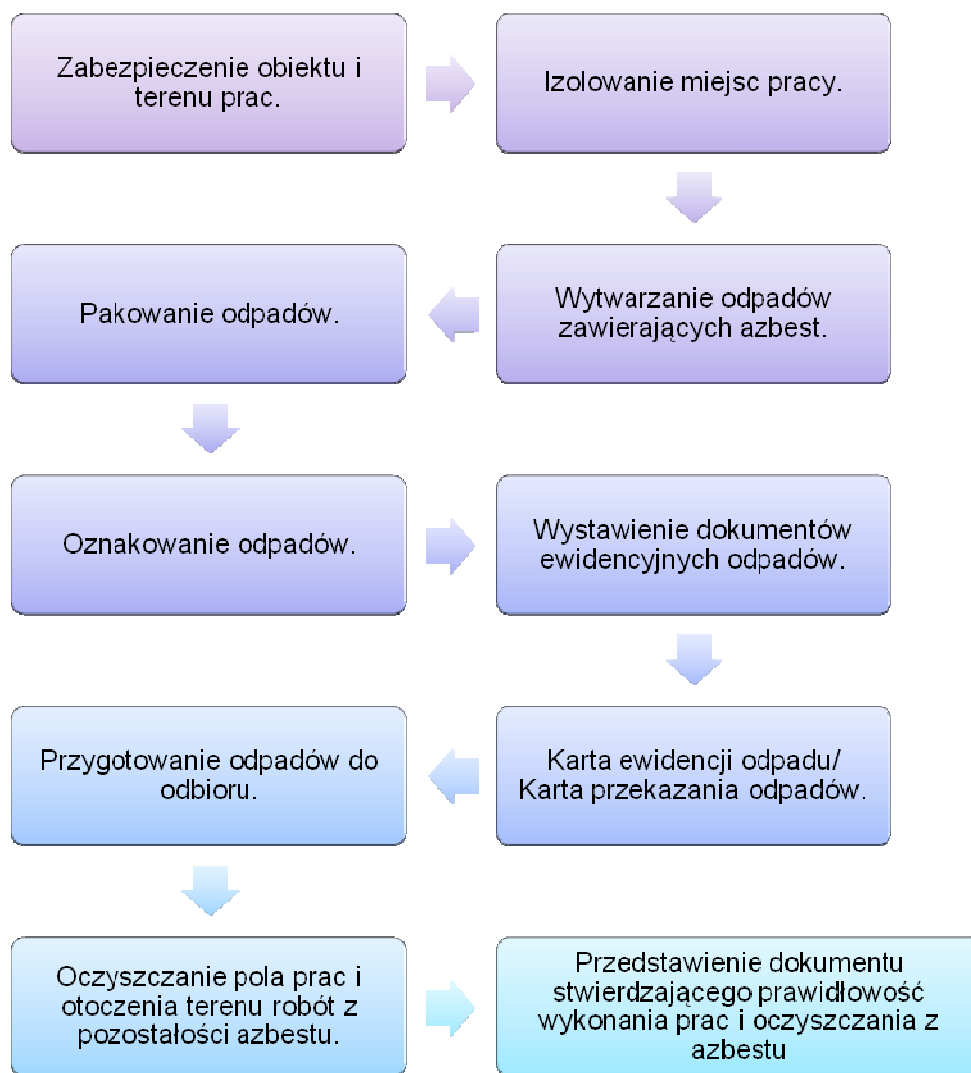 Zabezpieczenie obiektu i
terenu prac.
Izolowanie miejsc pracy.
Wytwarzanie odpadów
zawierających azbest.
Pakowanie odpadów.
Oznakowanie odpadów.
Wystawienie dokumentów
ewidencyjnych odpadów.
Karta ewidencji odpadu/
Karta przekazania odpadów.
Przygotowanie odpadów do
odbioru.
Oczyszczanie pola prac i
otoczenia terenu robót z
pozostałości azbestu.
Przedstawienie dokumentu
stwierdzającego prawidłowość
wykonania prac i oczyszczania z
azbestu